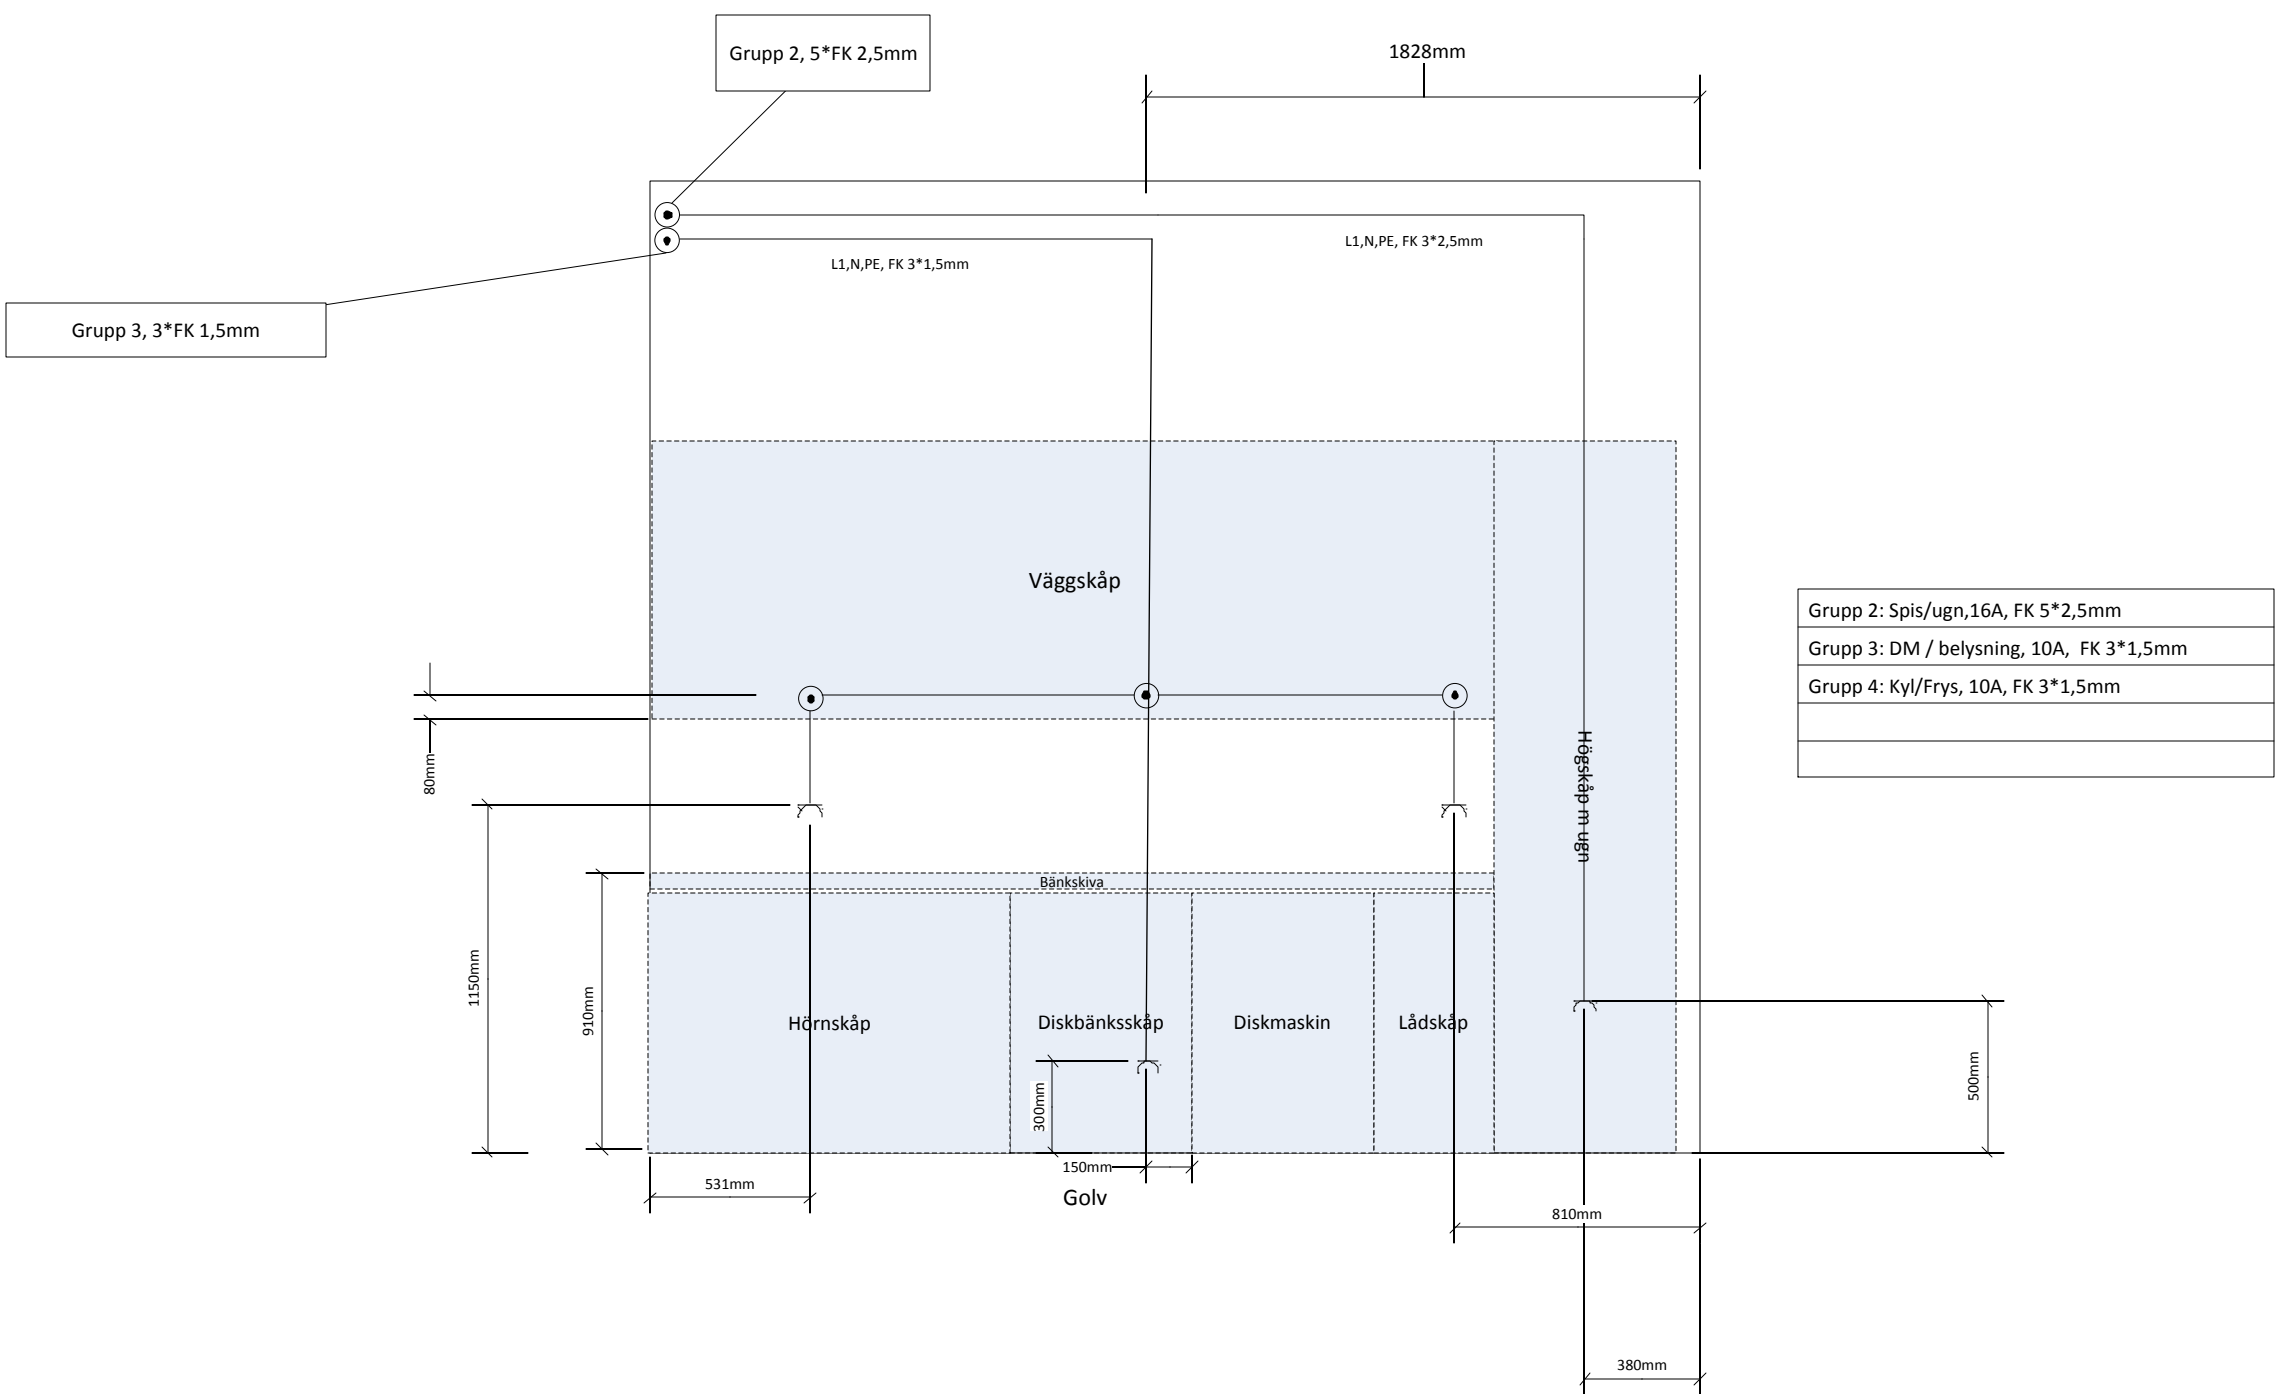 Grupp 2, 5*FK 2,5mm
1828mm
L1,N,PE, FK 3*2,5mm
L1,N,PE, FK 3*1,5mm
Grupp 3, 3*FK 1,5mm
Väggskåp
Grupp 2: Spis/ugn,16A, FK 5*2,5mm
Grupp 3: DM / belysning, 10A, FK 3*1,5mm
Grupp 4: Kyl/Frys, 10A, FK 3*1,5mm
80mm
Högskåp m ugn
Bänkskiva
1150mm
910mm
Hörnskåp
Diskbänksskåp
Diskmaskin
Lådskåp
300mm
500mm
150mm
531mm
Golv
810mm
380mm